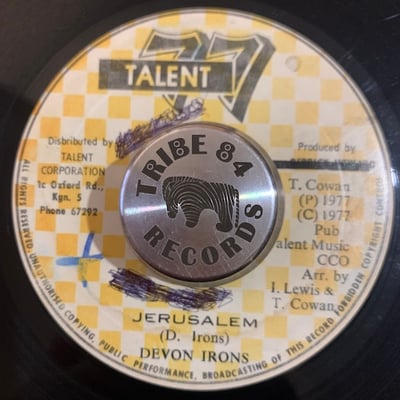 TALENT 77
Distributed by
TALENT
CORPORATION
1c Oxford Rd.,
Kgn. 5
Phone 67292
Produced by
T. Cowan
(P) 1977
(C) 1977
Pub
alent Music
CCO
Arr. by
I. Lewis &
T. Cowan
TRIBE 84
RECORDS
JERUSALEM
(D. Irons)
DEVON IRONS
ALL RIGHTS RESERVED. UNAUTHORISED COPYING, PUBLIC PERFORMANCE, BROADCASTING OF THIS RECORD FORBIDDEN COPYRIGHT CONTROL